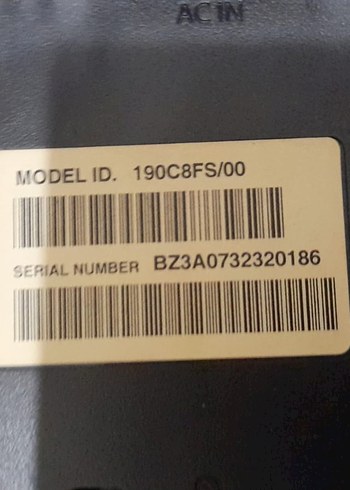 AC IN
MODEL ID. 190C8FS/00
SERIAL NUMBER BZ3A0732320186